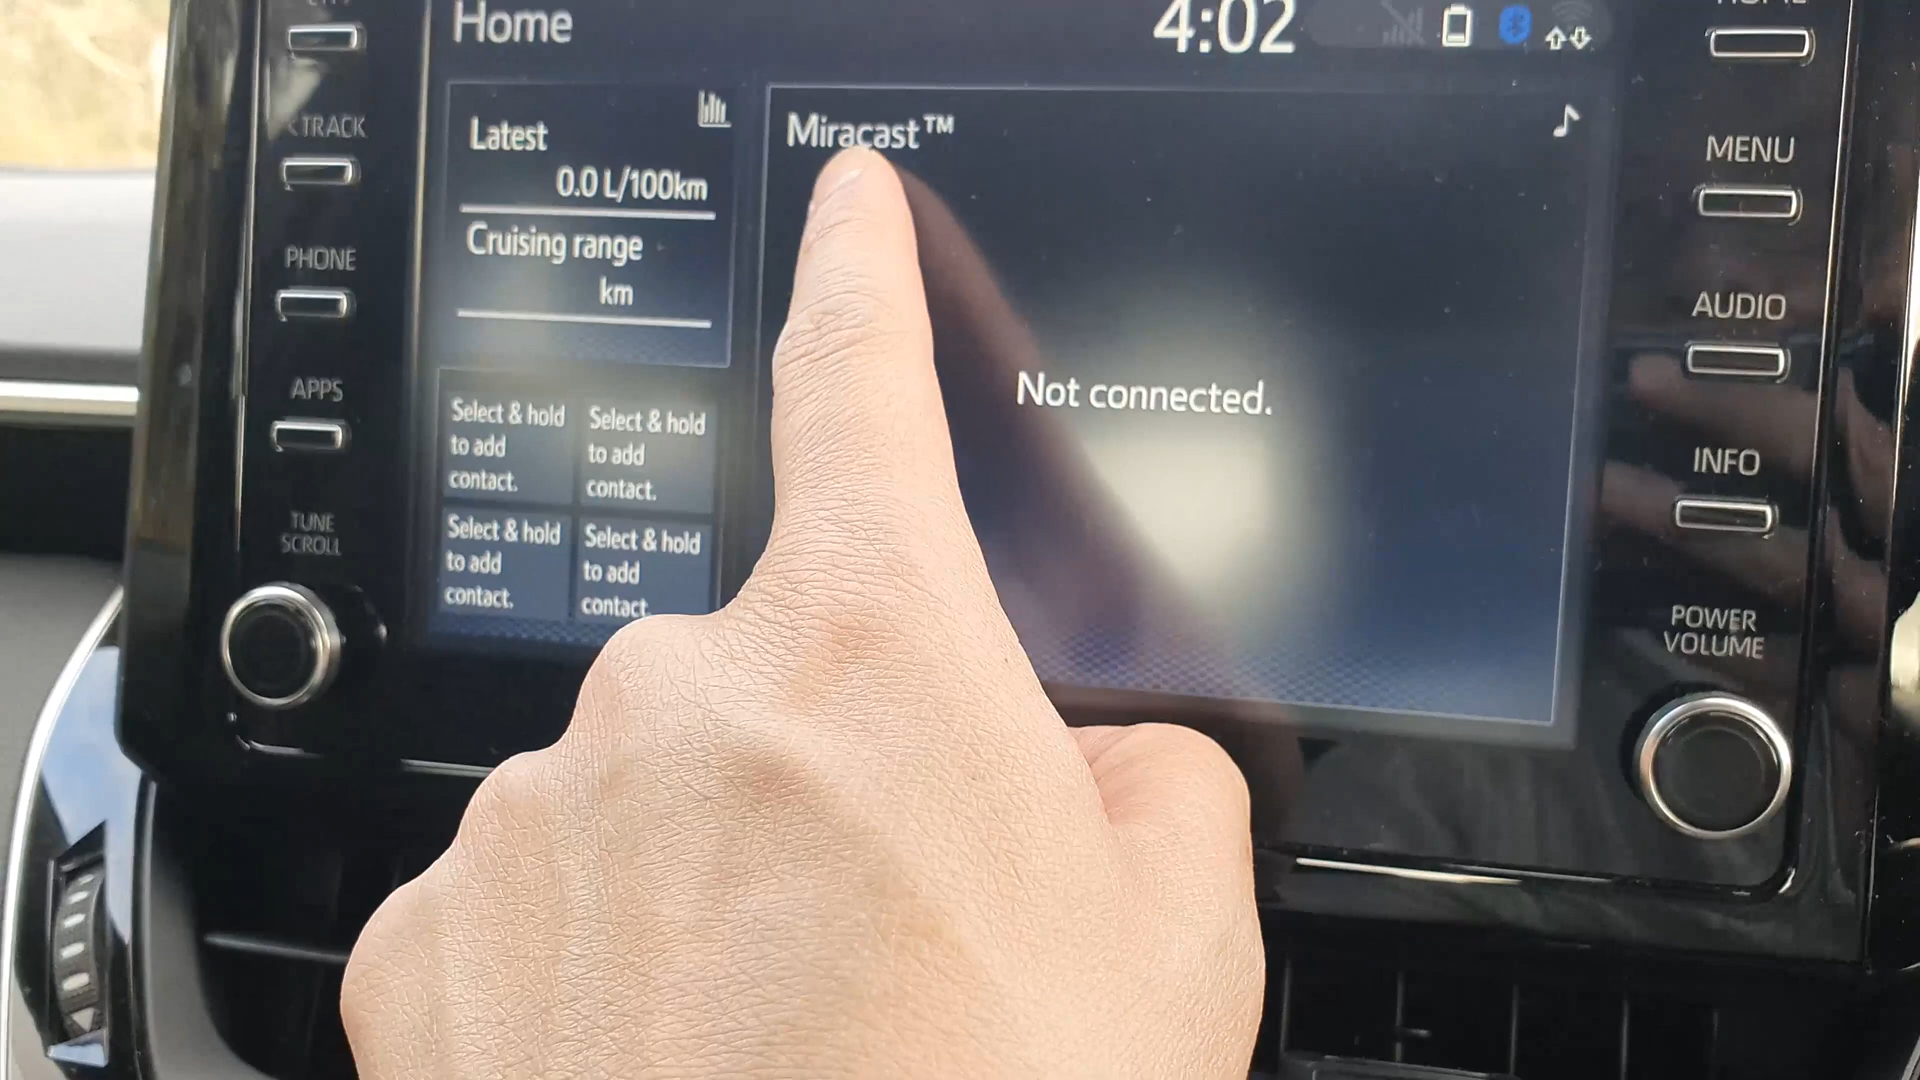 Home
4:02
TRACK
PHONE
APPS
TUNE
SCROLL
Latest
0.0 L/100km
Cruising range
km
Select & hold
to add
contact.
Select & hold
to add
contact.
Select & hold
to add
contact.
Select & hold
to add
contact.
Miracast™
Not connected.
HOME
MENU
AUDIO
INFO
POWER
VOLUME